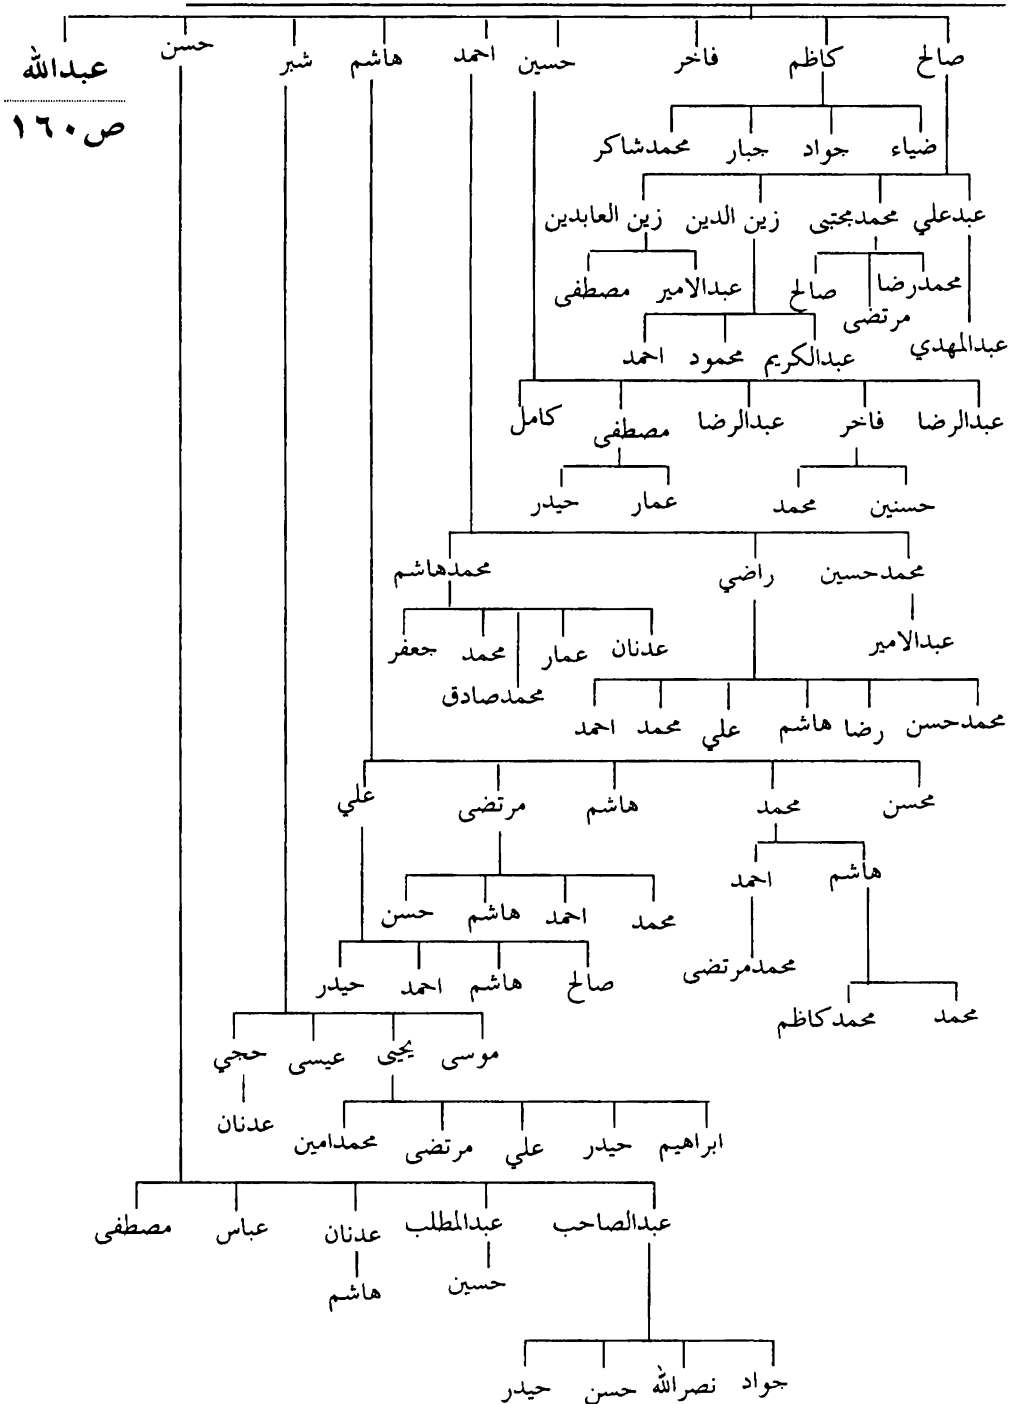 صالح كاظم فاخر حسين احمد هاشم شبر حسن عبدالله
ص١٦٠
ضياء جواد جبار محمدشاكر
عبدعلي محمدمجتبى زين الدين زين العابدين
محمدرضا مرتضى صالح عبدالامير مصطفى
عبدالمهدي
عبدالكريم محمود احمد
عبدالرضا فاخر عبدالرضا مصطفى كامل
حسنين محمد عمار حيدر
محمدحسين راضي محمدهاشم
عبدالامير
عدنان عمار محمد جعفر
محمدصادق
محمدحسن رضا هاشم علي محمد احمد
محسن محمد هاشم مرتضى علي
هاشم احمد
محمد احمد هاشم حسن
محمدمرتضى
صالح هاشم احمد حيدر
محمد محمدكاظم
موسى يحيى عيسى حجي
عدنان
ابراهيم حيدر علي مرتضى محمدامين
عبدالصاحب عبدالمطلب عدنان عباس مصطفى
حسين هاشم
جواد نصرالله حسن حيدر